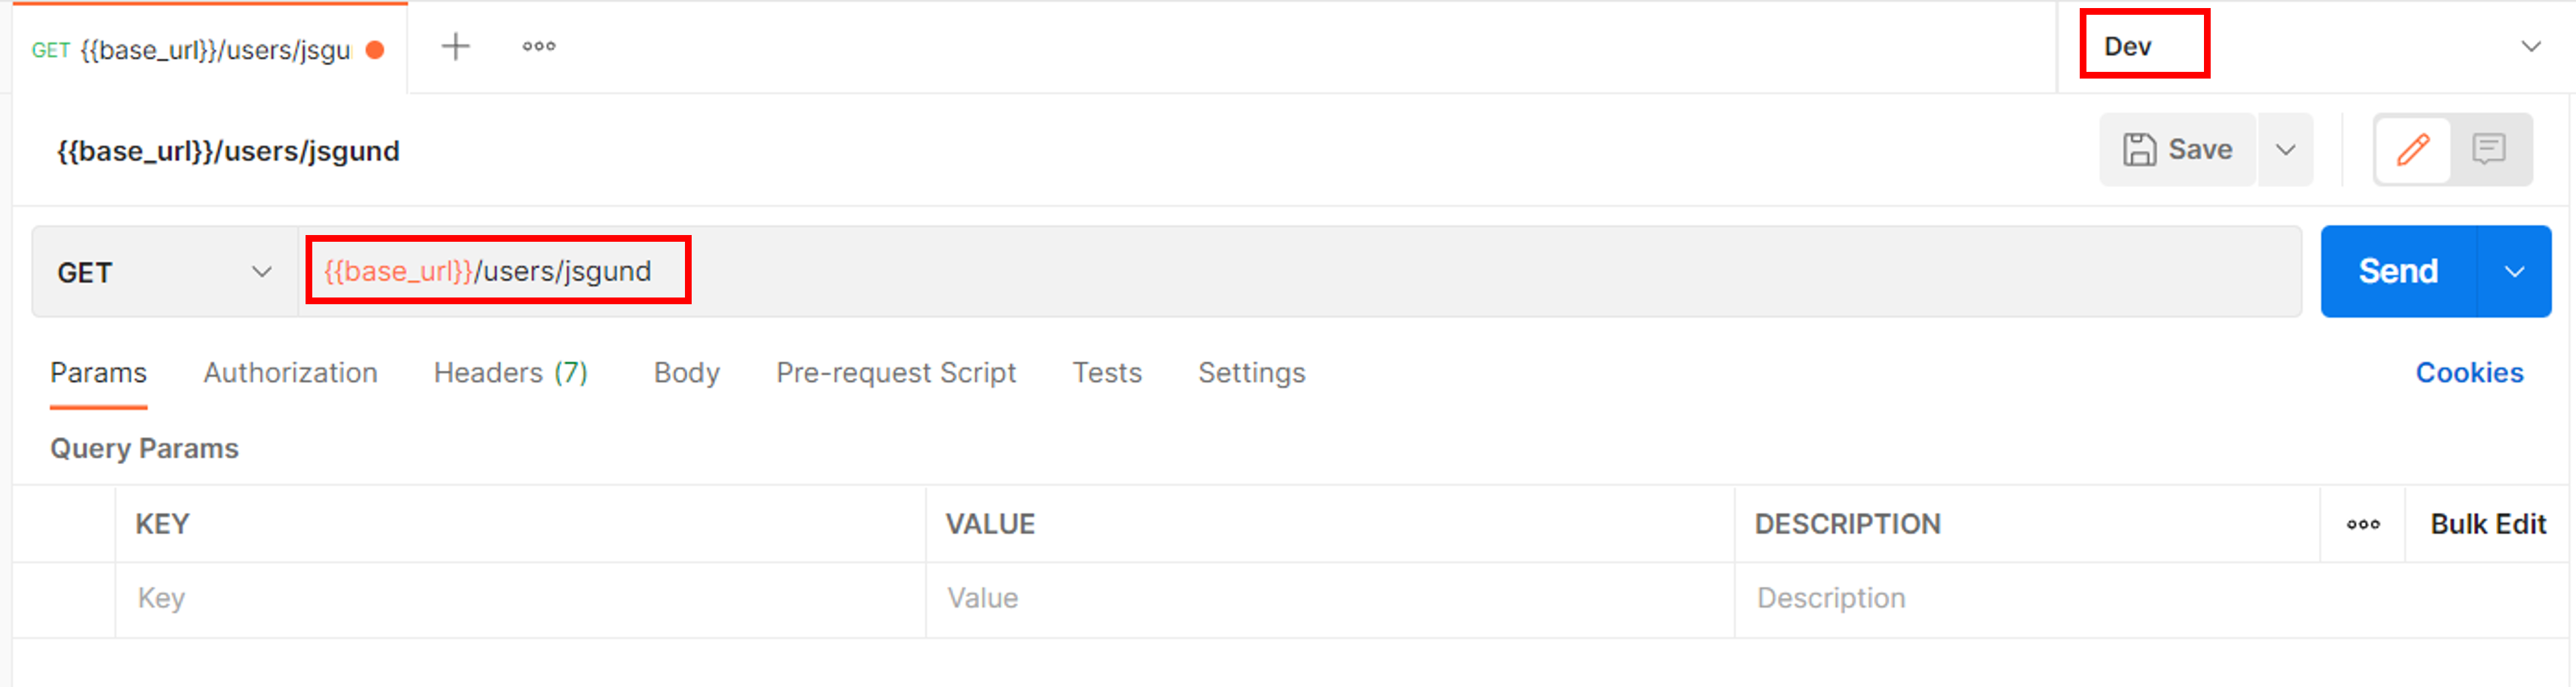 GET {{base_url}}/users/jsgu
Dev
{{base_url}}/users/jsgund
Save
GET {{base_url}}/users/jsgund
Send
Params Authorization Headers (7) Body Pre-request Script Tests Settings Cookies
Query Params
KEY VALUE DESCRIPTION Bulk Edit
Key Value Description